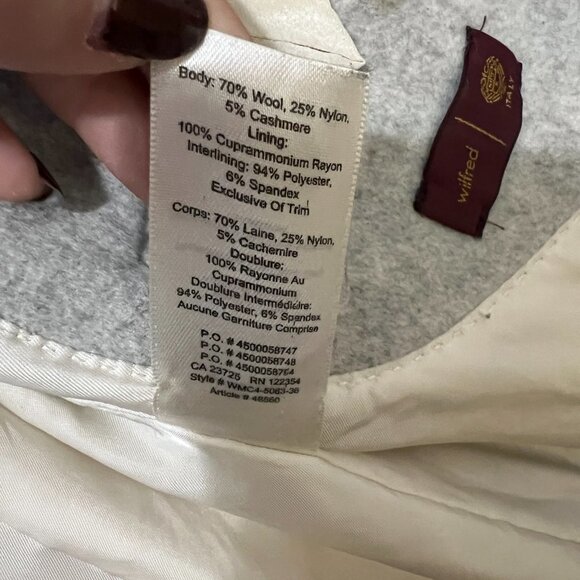 Body: 70% Wool, 25% Nylon,
5% Cashmere
Lining:
100% Cuprammonium Rayon
Interlining: 94% Polyester,
6% Spandex
Exclusive Of Trim
Corps: 70% Laine, 25% Nylon,
5% Cachemire
Doublure:
100% Rayonne Au
Cuprammonium
Doublure Intermédiaire:
94% Polyester, 6% Spandex
Aucune Garniture Comprise
P.O. # 4500058747
P.O. # 4500058748
P.O. # 4500058764
CA 23725 RN 122354
Style # WMC4-5083-36
Article # 48860
wilfred
ITALY